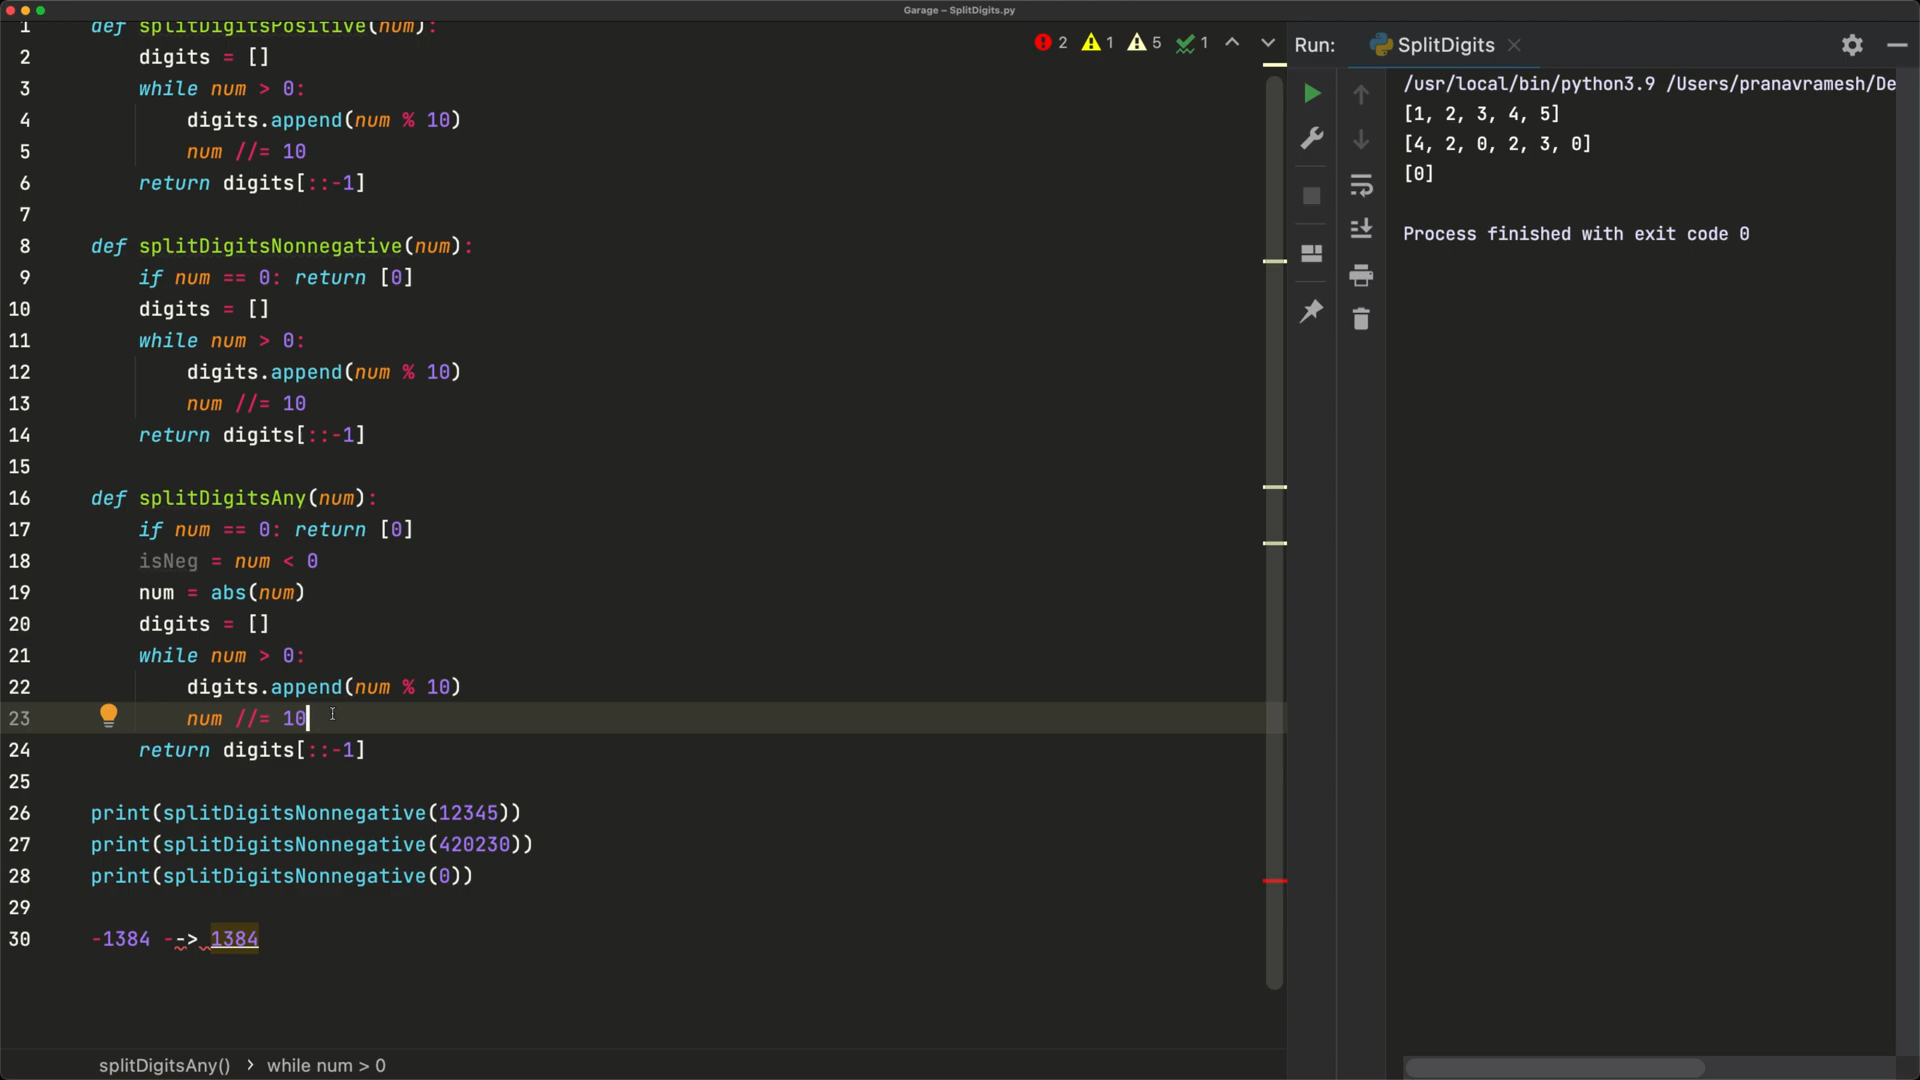 Garage – SplitDigits.py
1 def splitDigitsPositive(num):
2 digits = []
3 while num > 0:
4 digits.append(num % 10)
5 num //= 10
6 return digits[::-1]
7
8 def splitDigitsNonnegative(num):
9 if num == 0: return [0]
10 digits = []
11 while num > 0:
12 digits.append(num % 10)
13 num //= 10
14 return digits[::-1]
15
16 def splitDigitsAny(num):
17 if num == 0: return [0]
18 isNeg = num < 0
19 num = abs(num)
20 digits = []
21 while num > 0:
22 digits.append(num % 10)
23 num //= 10
24 return digits[::-1]
25
26 print(splitDigitsNonnegative(12345))
27 print(splitDigitsNonnegative(420230))
28 print(splitDigitsNonnegative(0))
29
30 -1384 --> 1384
splitDigitsAny() › while num > 0
2 1 5 1
Run: SplitDigits
/usr/local/bin/python3.9 /Users/pranavramesh/De
[1, 2, 3, 4, 5]
[4, 2, 0, 2, 3, 0]
[0]
Process finished with exit code 0